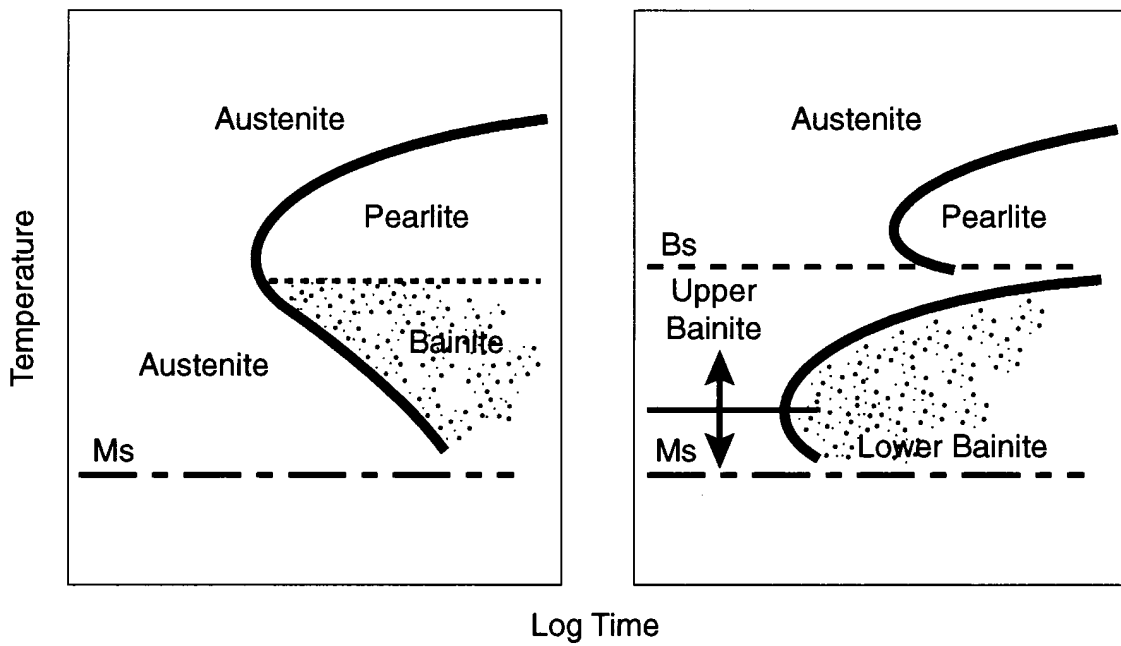 Temperature
Austenite
Pearlite
Bainite
Austenite
Ms
Austenite
Pearlite
Bs
Upper
Bainite
Ms
Lower Bainite
Log Time